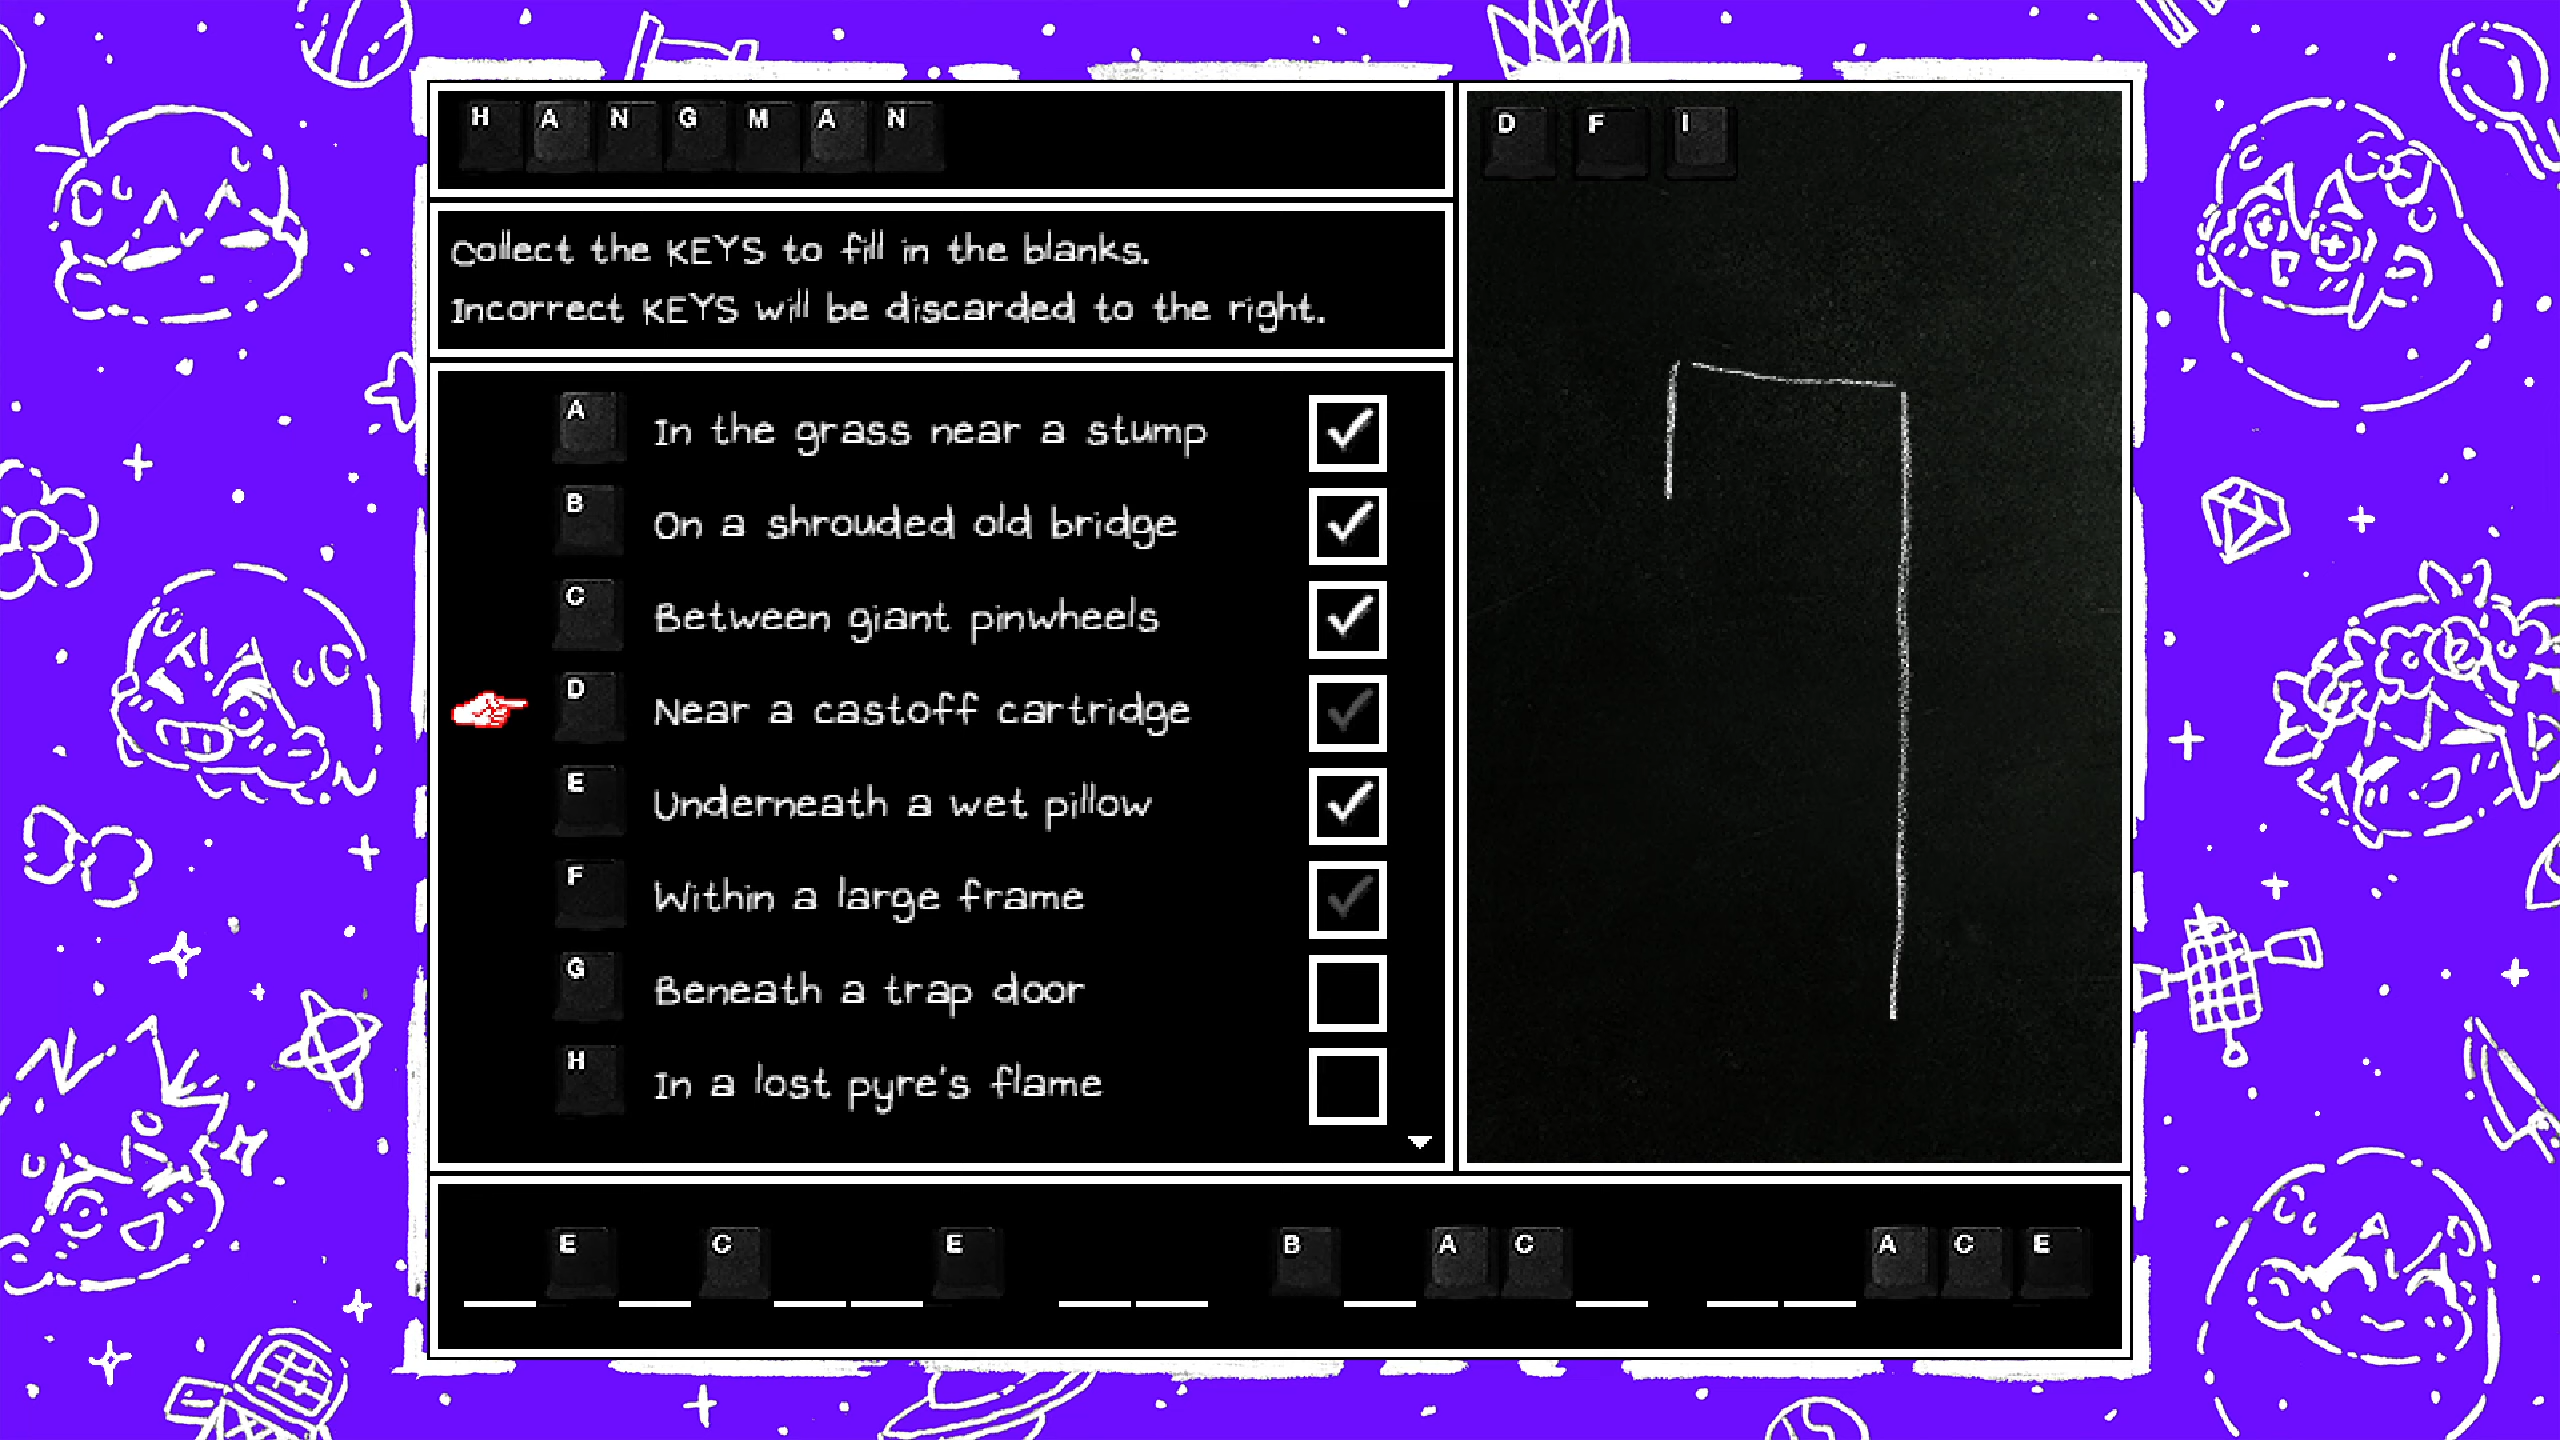 H A N G M A N
D F I
Collect the KEYS to fill in the blanks.
Incorrect KEYS will be discarded to the right.
A In the grass near a stump
B On a shrouded old bridge
C Between giant pinwheels
D Near a castoff cartridge
E Underneath a wet pillow
F Within a large frame
G Beneath a trap door
H In a lost pyre's flame
_ E _ C _ _ E _ _ B _ A C _ _ _ A C E